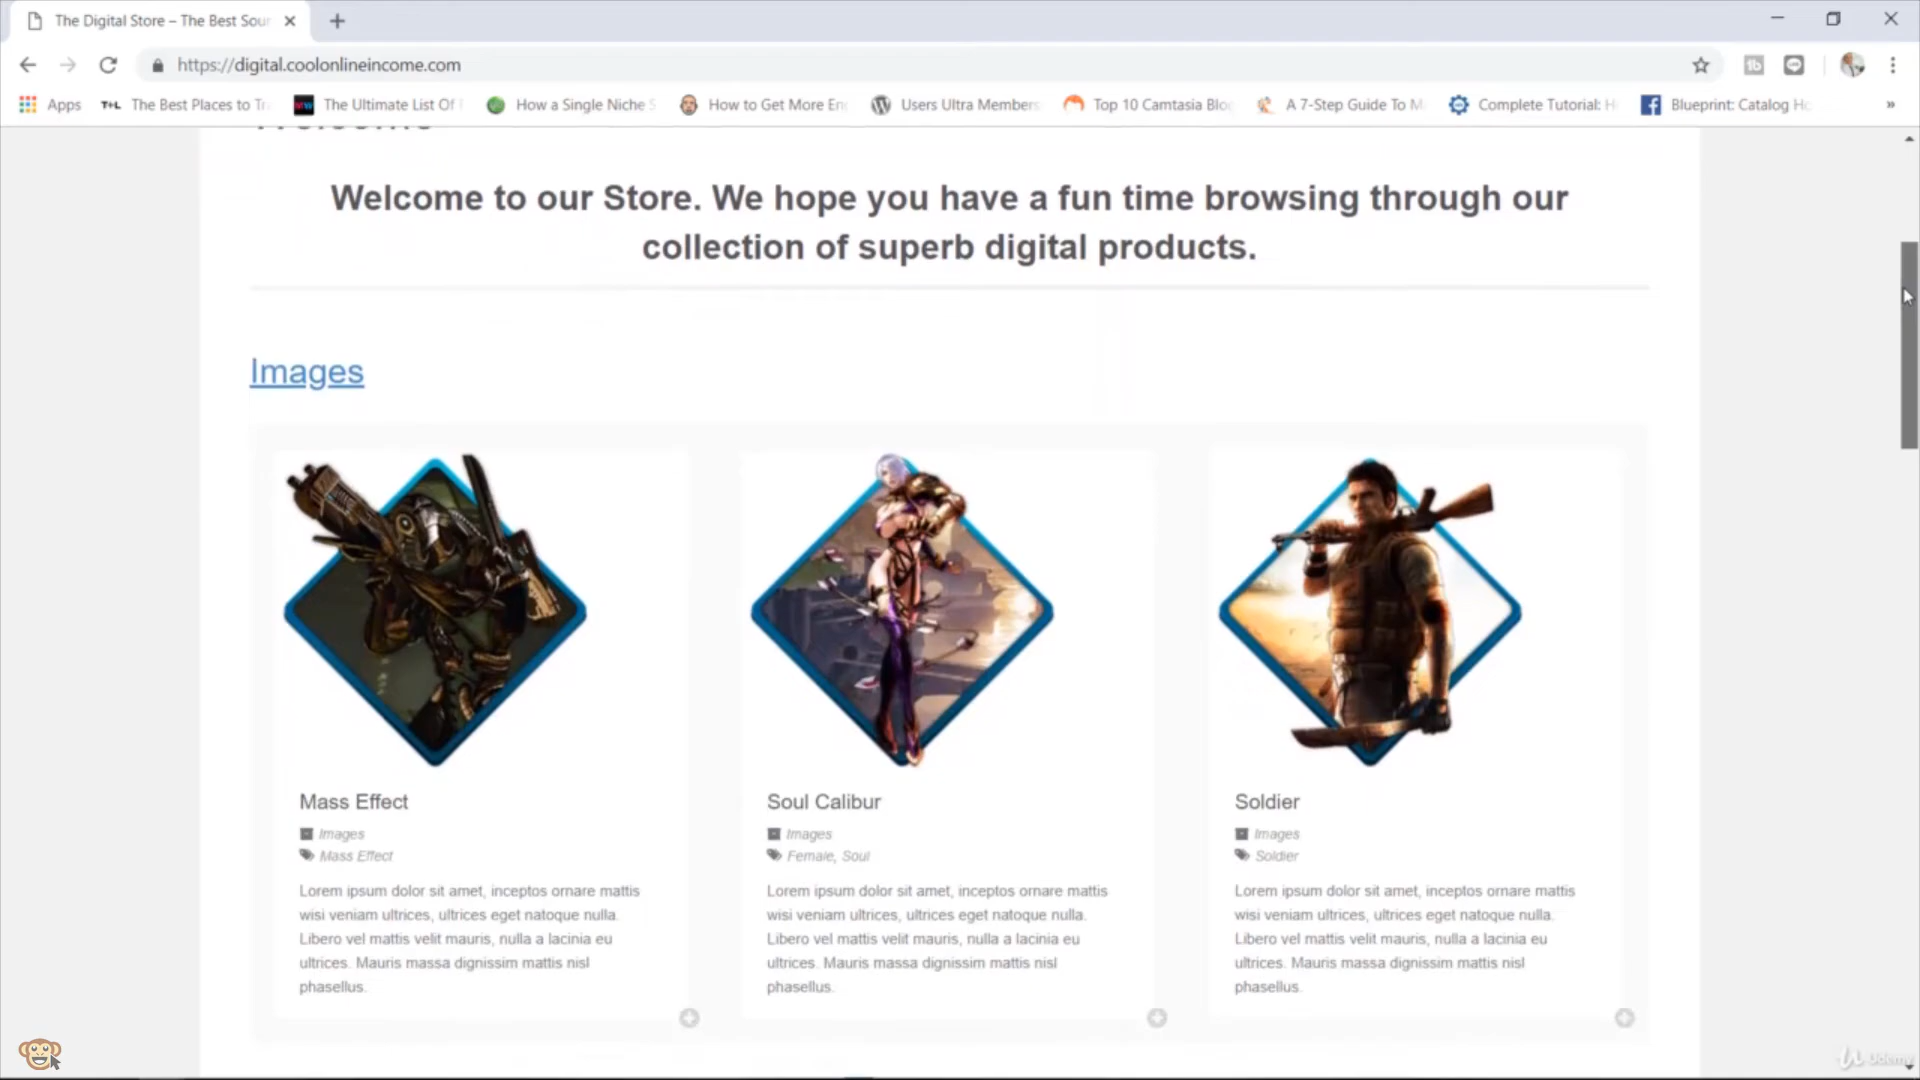 The Digital Store – The Best Sour
https://digital.coolonlineincome.com
Apps
T+L The Best Places to Tr
MW The Ultimate List Of
How a Single Niche S
How to Get More En
Users Ultra Members
Top 10 Camtasia Blog
A 7-Step Guide To M
Complete Tutorial: H
Blueprint: Catalog Ho
»
Welcome
Welcome to our Store. We hope you have a fun time browsing through our
collection of superb digital products.
Images
Mass Effect
Images
Mass Effect
Lorem ipsum dolor sit amet, inceptos ornare mattis
wisi veniam ultrices, ultrices eget natoque nulla.
Libero vel mattis velit mauris, nulla a lacinia eu
ultrices. Mauris massa dignissim mattis nisl
phasellus.
Soul Calibur
Images
Female, Soul
Lorem ipsum dolor sit amet, inceptos ornare mattis
wisi veniam ultrices, ultrices eget natoque nulla.
Libero vel mattis velit mauris, nulla a lacinia eu
ultrices. Mauris massa dignissim mattis nisl
phasellus.
Soldier
Images
Soldier
Lorem ipsum dolor sit amet, inceptos ornare mattis
wisi veniam ultrices, ultrices eget natoque nulla.
Libero vel mattis velit mauris, nulla a lacinia eu
ultrices. Mauris massa dignissim mattis nisl
phasellus.
Udemy